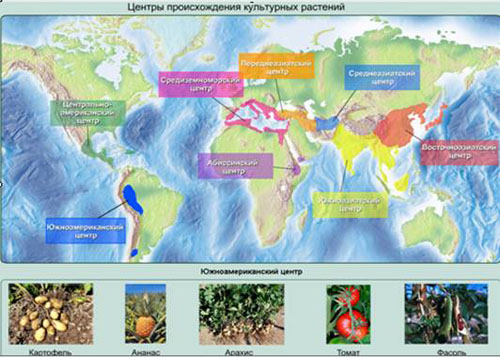 Центры происхождения культурных растений
Переднеазиатский
центр
Средиземноморский
центр
Среднеазиатский
центр
Центрально-
американский
центр
Восточноазиатский
центр
Абиссинский
центр
Южноазиатский
центр
Южноамериканский
центр
Южноамериканский центр
Картофель
Ананас
Арахис
Томат
Фасоль